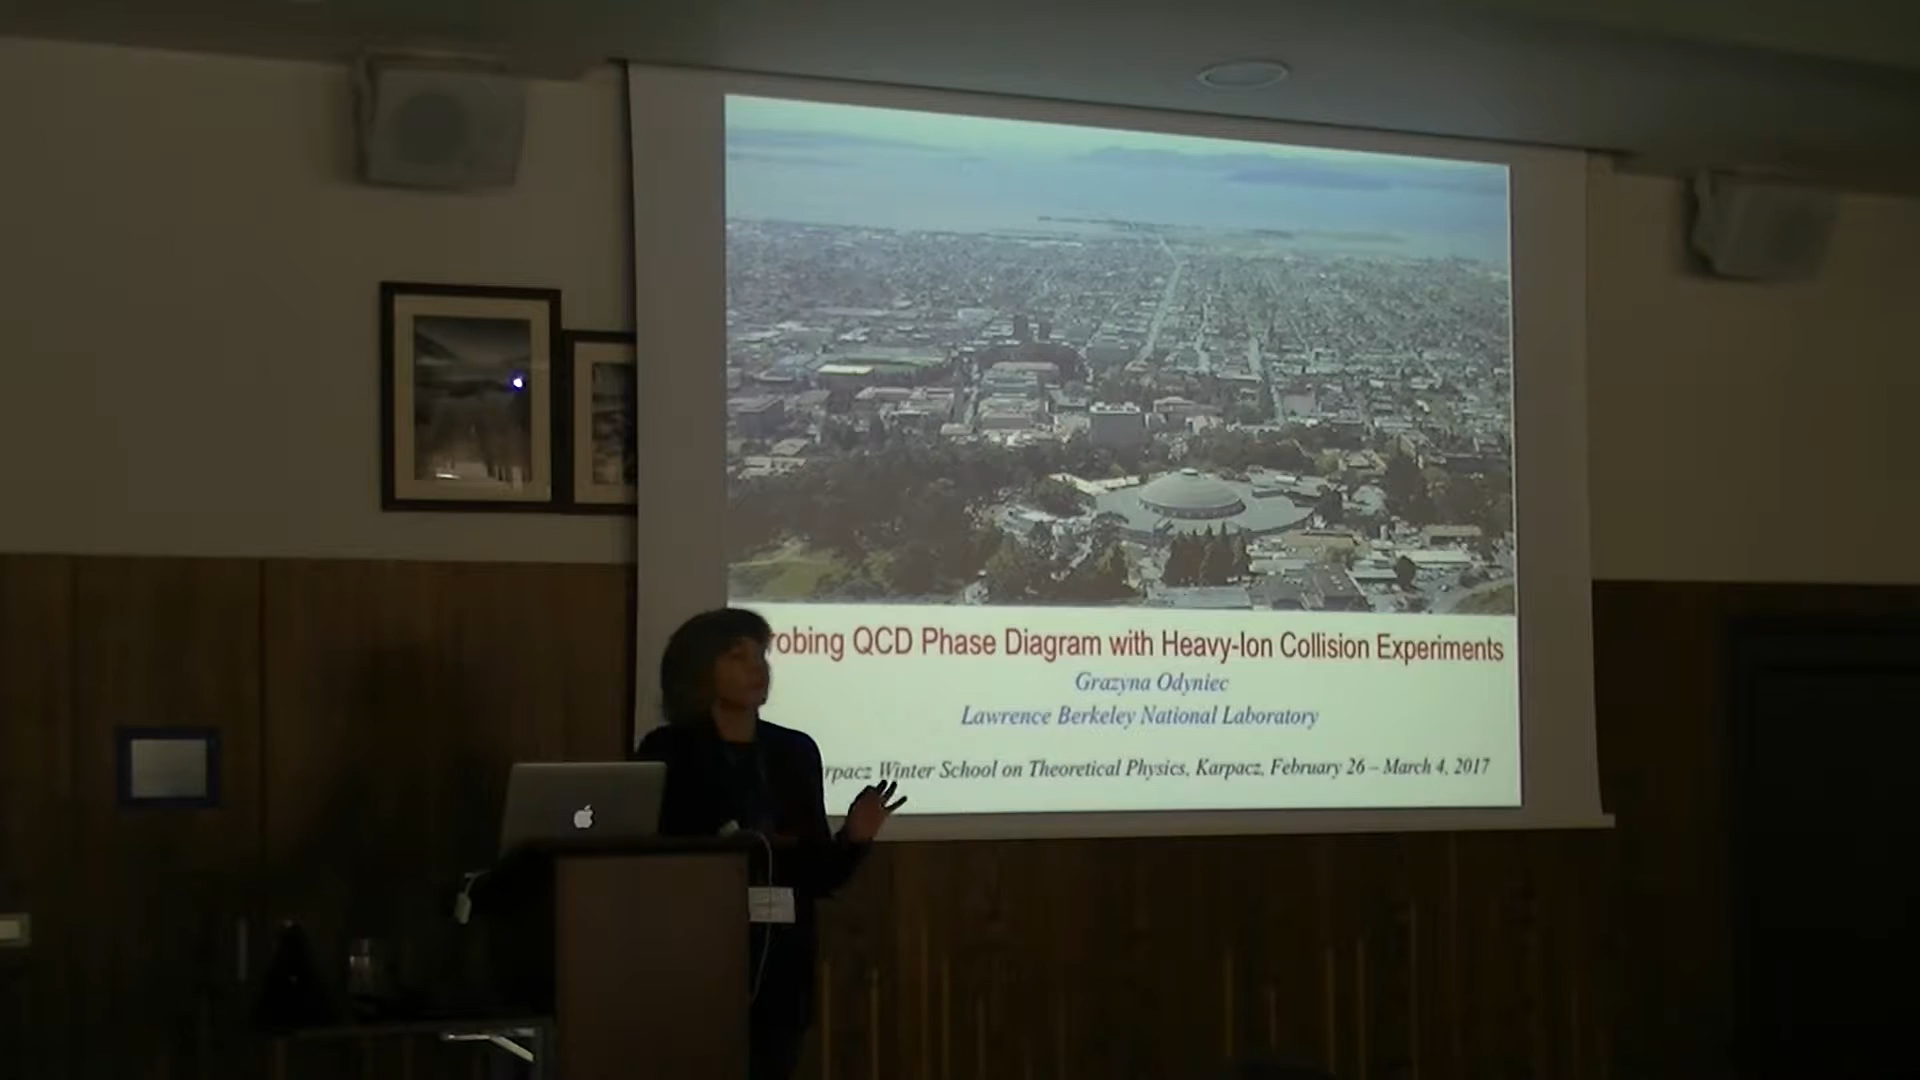 robing QCD Phase Diagram with Heavy-Ion Collision Experiments
Grazyna Odyniec
Lawrence Berkeley National Laboratory
rpacz Winter School on Theoretical Physics, Karpacz, February 26 – March 4, 2017